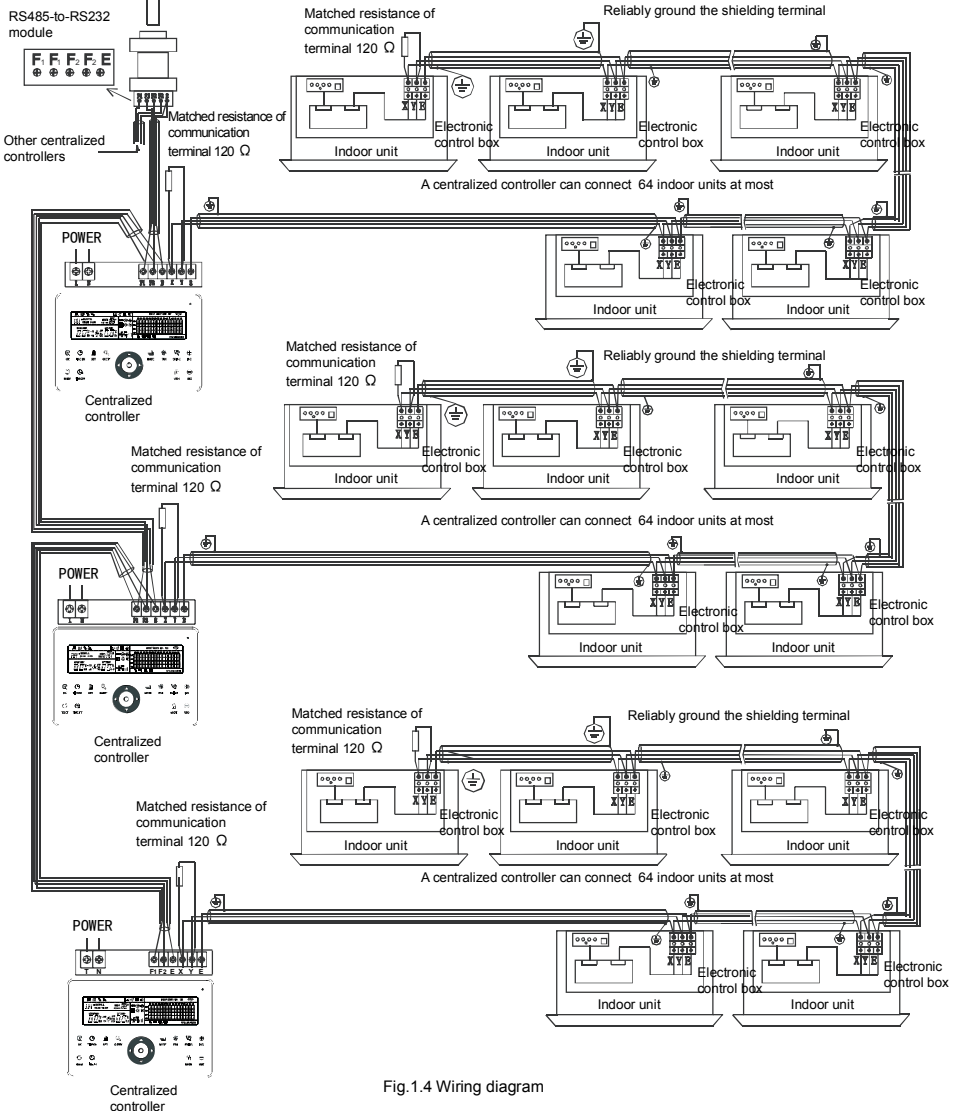 RS485-to-RS232
module
F1 F1 F2 F2 E
Other centralized
controllers
Matched resistance of
communication
terminal 120 Ω
Reliably ground the shielding terminal
X Y E
Electronic
control box
Indoor unit
X Y E
Electronic
control box
Indoor unit
Electronic
control box
Indoor unit
A centralized controller can connect 64 indoor units at most
Matched resistance of
communication
terminal 120 Ω
POWER
L N
F1 F2 E X Y E
Centralized
controller
X Y E
Electronic
control box
Indoor unit
X Y E
Electronic
control box
Indoor unit
Matched resistance of
communication
terminal 120 Ω
Reliably ground the shielding terminal
X Y E
Electronic
control box
Indoor unit
X Y E
Electronic
control box
Indoor unit
X Y E
Electronic
control box
Indoor unit
A centralized controller can connect 64 indoor units at most
Matched resistance of
communication
terminal 120 Ω
POWER
L N
F1 F2 E X Y E
Centralized
controller
X Y E
Electronic
control box
Indoor unit
X Y E
Electronic
control box
Indoor unit
Matched resistance of
communication
terminal 120 Ω
Reliably ground the shielding terminal
X Y E
Electronic
control box
Indoor unit
X Y E
Electronic
control box
Indoor unit
X Y E
Electronic
control box
Indoor unit
A centralized controller can connect 64 indoor units at most
Matched resistance of
communication
terminal 120 Ω
POWER
T N
F1 F2 E X Y E
Centralized
controller
X Y E
Electronic
control box
Indoor unit
X Y E
Electronic
control box
Indoor unit
Fig.1.4 Wiring diagram